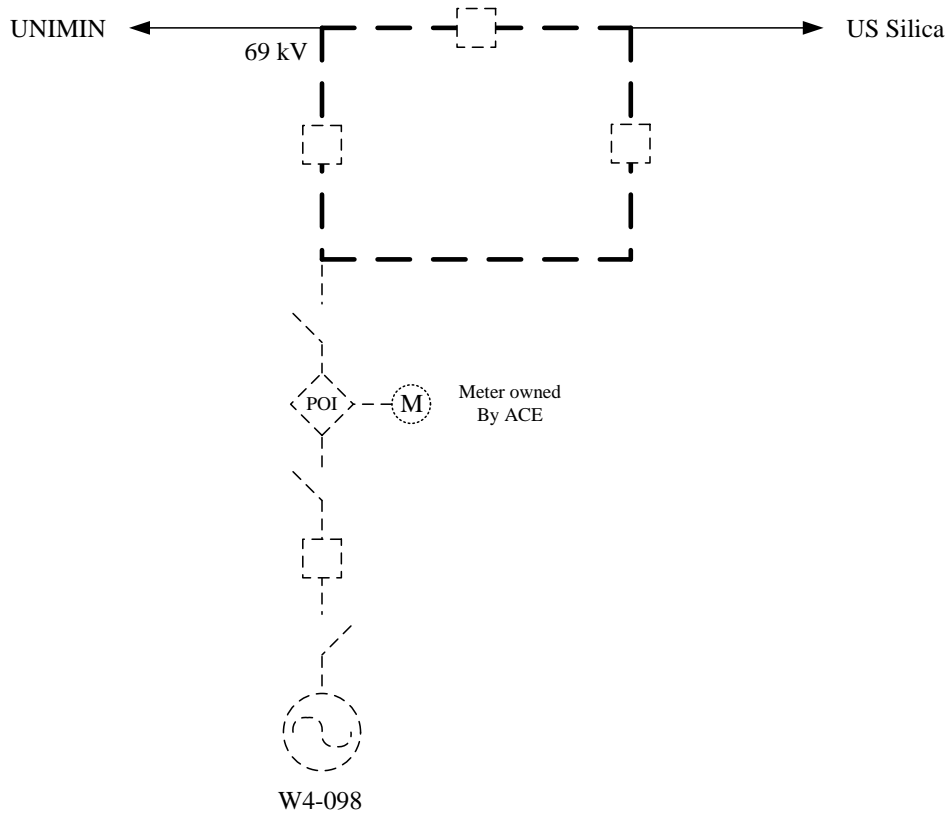 UNIMIN
US Silica
69 kV
POI
M
Meter owned
By ACE
W4-098